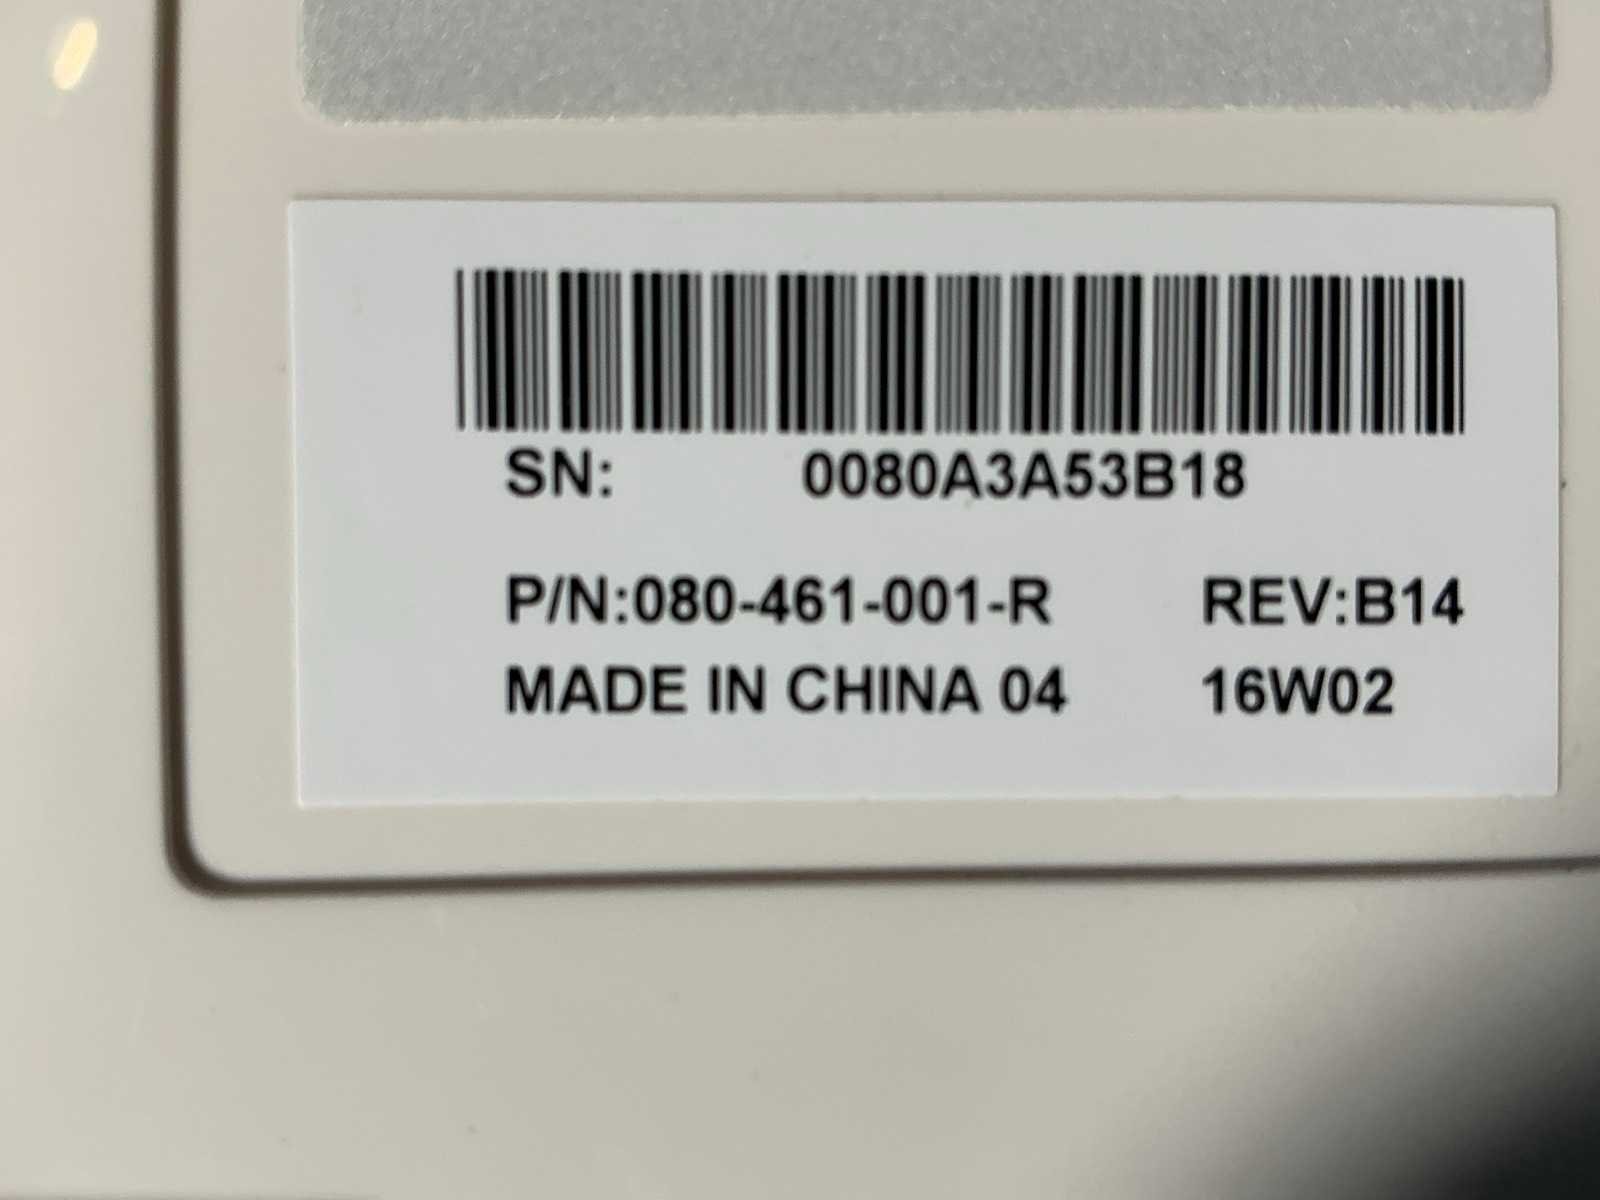 SN: 0080A3A53B18
P/N:080-461-001-R REV:B14
MADE IN CHINA 04 16W02